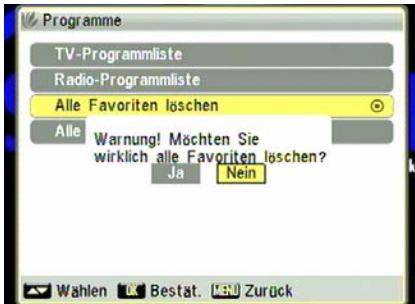 Programme
TV-Programmliste
Radio-Programmliste
Alle Favoriten löschen
Alle
Warnung! Möchten Sie
wirklich alle Favoriten löschen?
Ja Nein
Wählen OK Bestät. MENU Zurück